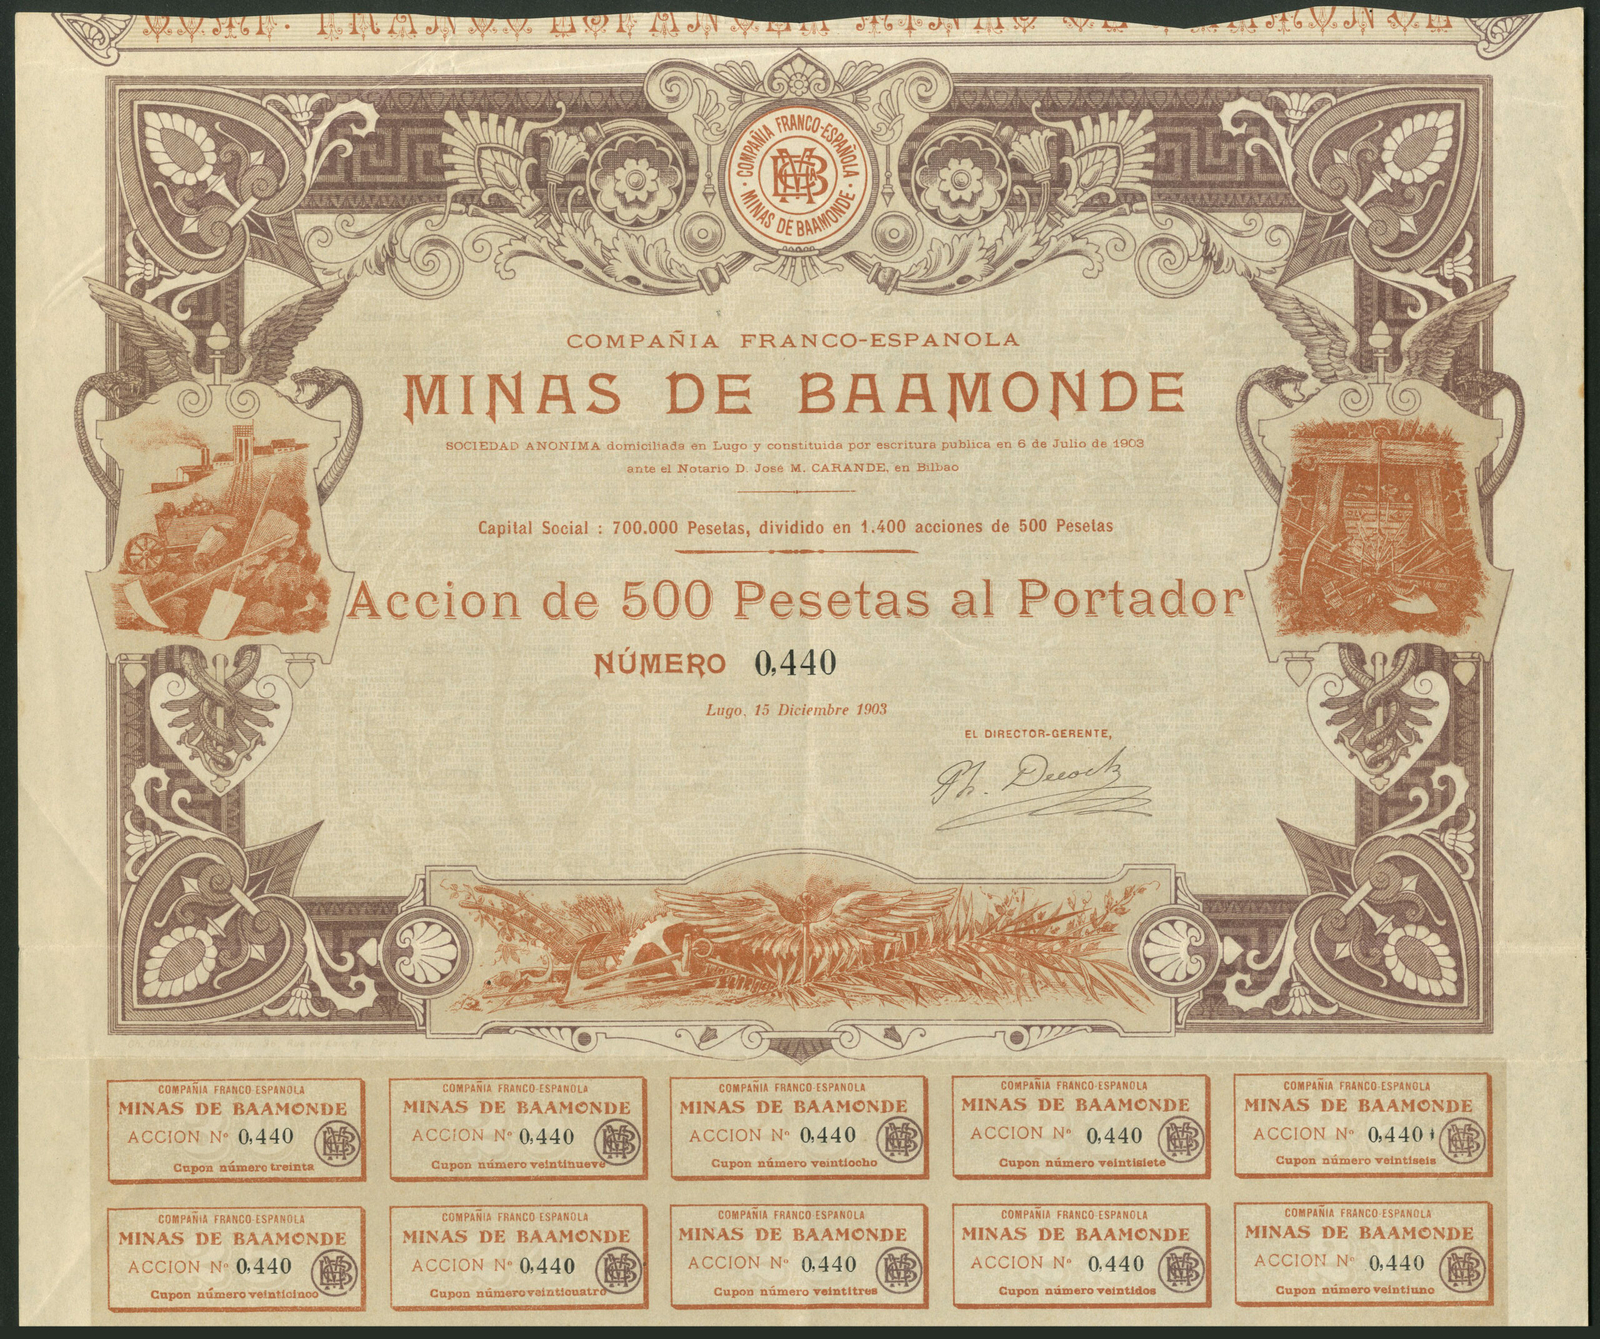 COMPAÑIA FRANCO-ESPAÑOLA
MINAS DE BAAMONDE
COMPAÑIA FRANCO-ESPANOLA
MINAS DE BAAMONDE
SOCIEDAD ANONIMA domiciliada en Lugo y constituida por escritura publica en 6 de Julio de 1903
ante el Notario D. José M. CARANDE, en Bilbao
Capital Social : 700.000 Pesetas, dividido en 1.400 acciones de 500 Pesetas
Accion de 500 Pesetas al Portador
NÚMERO 0,440
Lugo, 15 Diciembre 1903
EL DIRECTOR-GERENTE,
Ph. Decock
COMPAÑIA FRANCO-ESPANOLA
MINAS DE BAAMONDE
ACCION Nº 0,440
Cupon número treinta
COMPAÑIA FRANCO-ESPANOLA
MINAS DE BAAMONDE
ACCION Nº 0,440
Cupon número veintinueve
COMPAÑIA FRANCO-ESPANOLA
MINAS DE BAAMONDE
ACCION Nº 0,440
Cupon número veintiocho
COMPAÑIA FRANCO-ESPANOLA
MINAS DE BAAMONDE
ACCION Nº 0,440
Cupon número veintisiete
COMPAÑIA FRANCO-ESPANOLA
MINAS DE BAAMONDE
ACCION Nº 0,440
Cupon número veintiseis
COMPAÑIA FRANCO-ESPANOLA
MINAS DE BAAMONDE
ACCION Nº 0,440
Cupon número veinticinco
COMPAÑIA FRANCO-ESPANOLA
MINAS DE BAAMONDE
ACCION Nº 0,440
Cupon número veinticuatro
COMPAÑIA FRANCO-ESPANOLA
MINAS DE BAAMONDE
ACCION Nº 0,440
Cupon número veintitres
COMPAÑIA FRANCO-ESPANOLA
MINAS DE BAAMONDE
ACCION Nº 0,440
Cupon número veintidos
COMPAÑIA FRANCO-ESPANOLA
MINAS DE BAAMONDE
ACCION Nº 0,440
Cupon número veintiuno